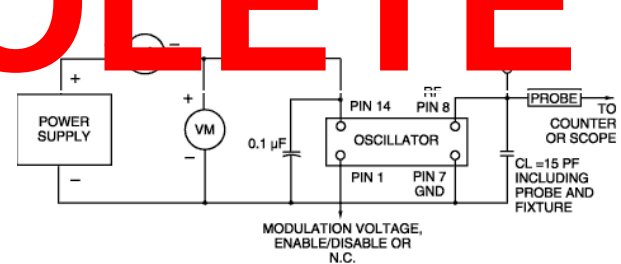 OLETE
−
+
+
−
−
POWER
SUPPLY
VM
0.1 µF
PIN 14
PIN 8
PROBE
TO
COUNTER
OR SCOPE
OSCILLATOR
PIN 1
PIN 7
GND
CL =15 PF
INCLUDING
PROBE AND
FIXTURE
MODULATION VOLTAGE,
ENABLE/DISABLE OR
N.C.